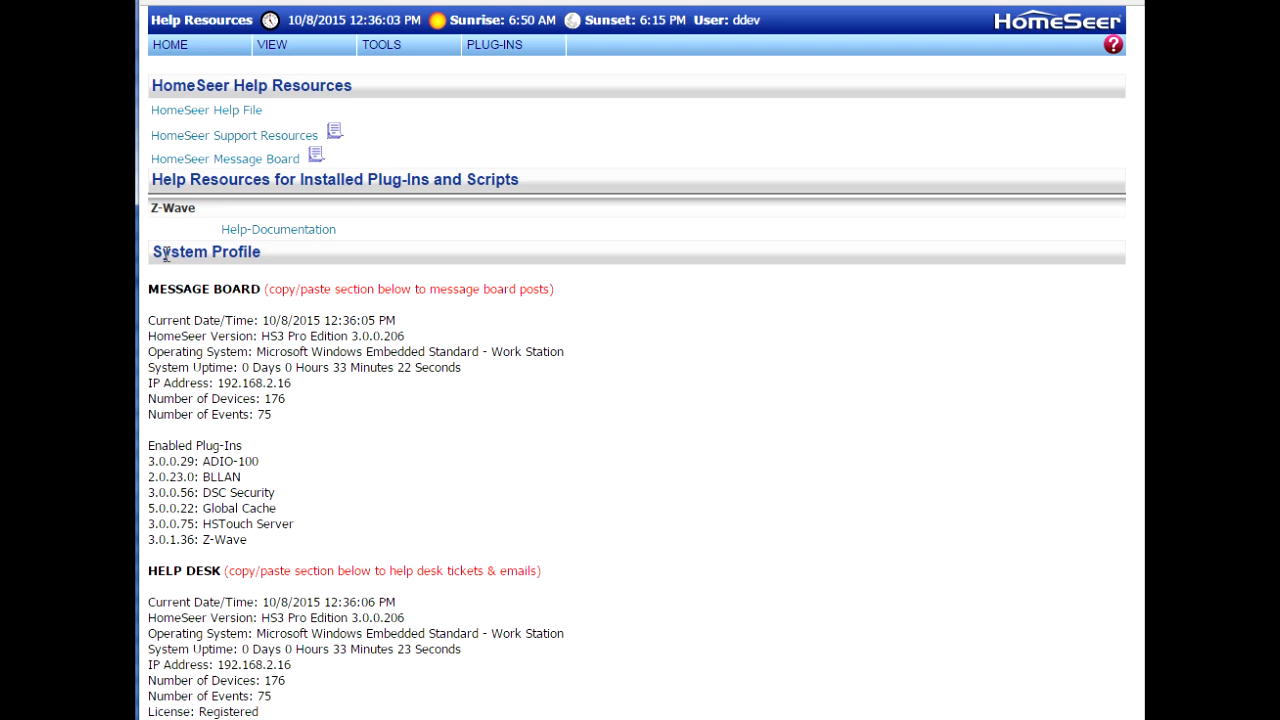 Help Resources 10/8/2015 12:36:03 PM Sunrise: 6:50 AM Sunset: 6:15 PM User: ddev HomeSeer
HOME VIEW TOOLS PLUG-INS ?
HomeSeer Help Resources
HomeSeer Help File
HomeSeer Support Resources
HomeSeer Message Board
Help Resources for Installed Plug-Ins and Scripts
Z-Wave
Help-Documentation
System Profile
MESSAGE BOARD (copy/paste section below to message board posts)
Current Date/Time: 10/8/2015 12:36:05 PM
HomeSeer Version: HS3 Pro Edition 3.0.0.206
Operating System: Microsoft Windows Embedded Standard - Work Station
System Uptime: 0 Days 0 Hours 33 Minutes 22 Seconds
IP Address: 192.168.2.16
Number of Devices: 176
Number of Events: 75
Enabled Plug-Ins
3.0.0.29: ADIO-100
2.0.23.0: BLLAN
3.0.0.56: DSC Security
5.0.0.22: Global Cache
3.0.0.75: HSTouch Server
3.0.1.36: Z-Wave
HELP DESK (copy/paste section below to help desk tickets & emails)
Current Date/Time: 10/8/2015 12:36:06 PM
HomeSeer Version: HS3 Pro Edition 3.0.0.206
Operating System: Microsoft Windows Embedded Standard - Work Station
System Uptime: 0 Days 0 Hours 33 Minutes 23 Seconds
IP Address: 192.168.2.16
Number of Devices: 176
Number of Events: 75
License: Registered